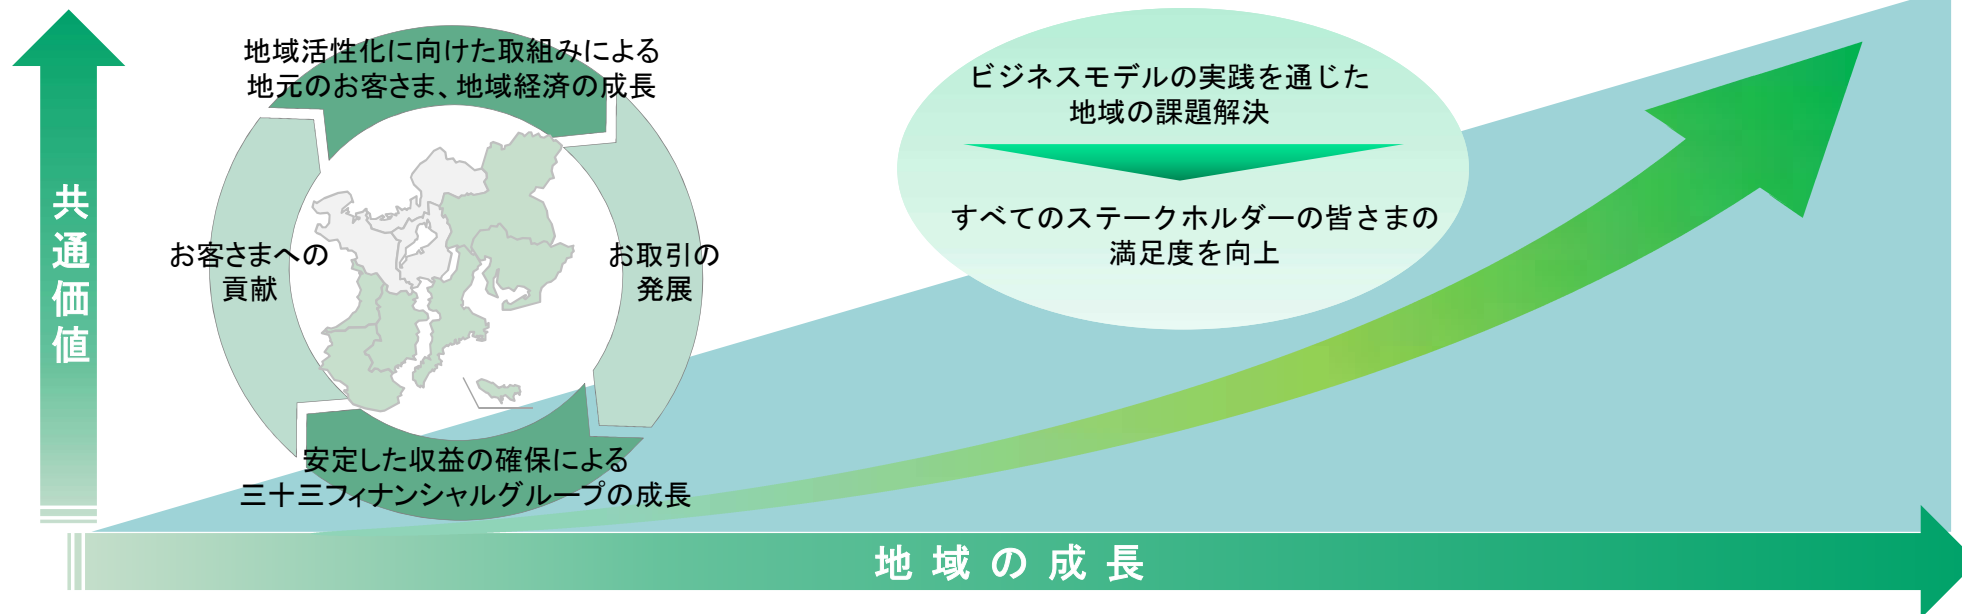 共通価値
地域活性化に向けた取組みによる
地元のお客さま、地域経済の成長
お客さまへの
貢献
お取引の
発展
安定した収益の確保による
三十三フィナンシャルグループの成長
ビジネスモデルの実践を通じた
地域の課題解決
すべてのステークホルダーの皆さまの
満足度を向上
地域の成長